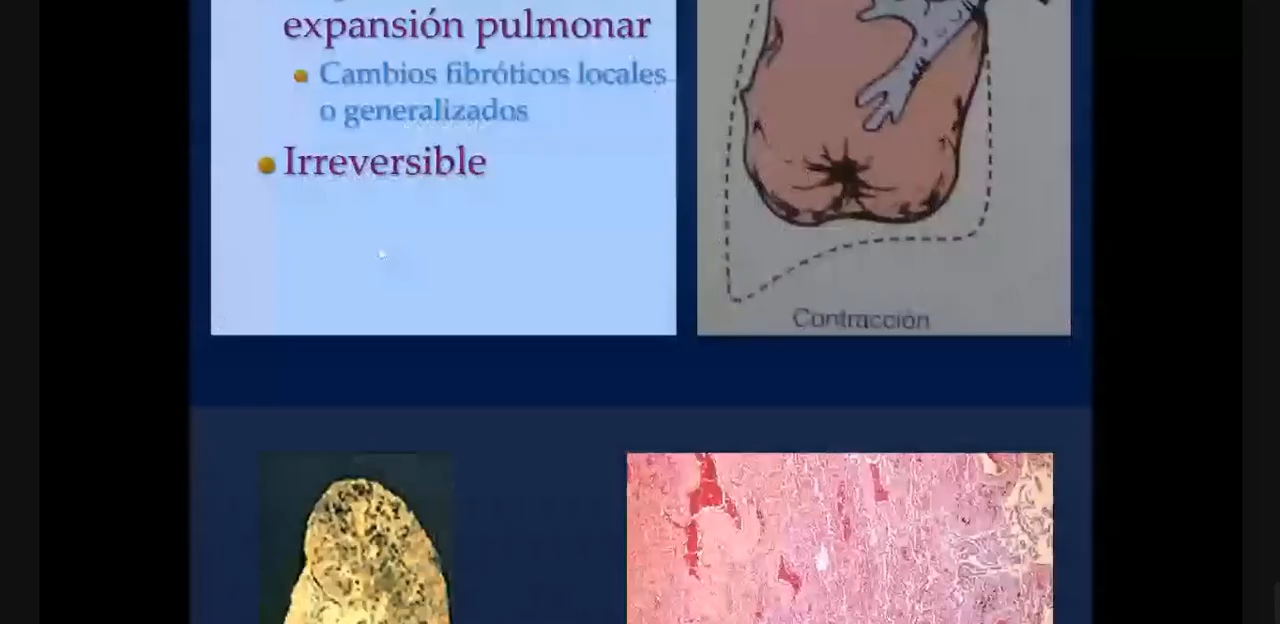 expansión pulmonar
Cambios fibróticos locales
o generalizados
Irreversible
Contracción